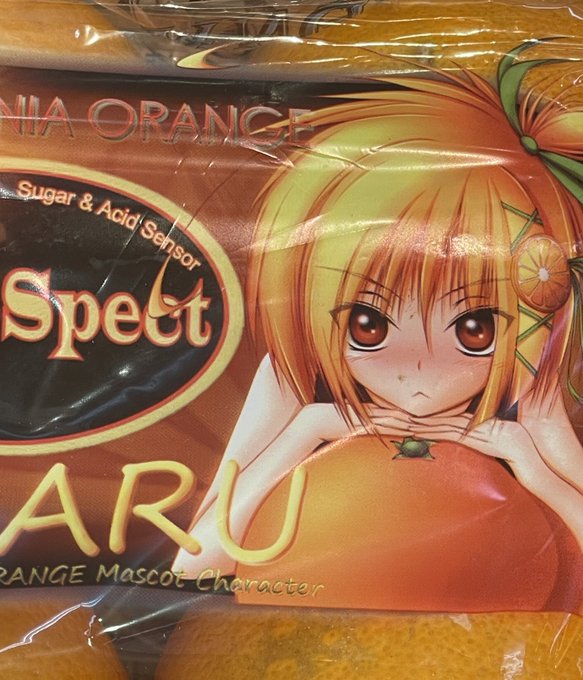 NIA ORANGE
Sugar & Acid Sensor
Spect
ARU
RANGE Mascot Character